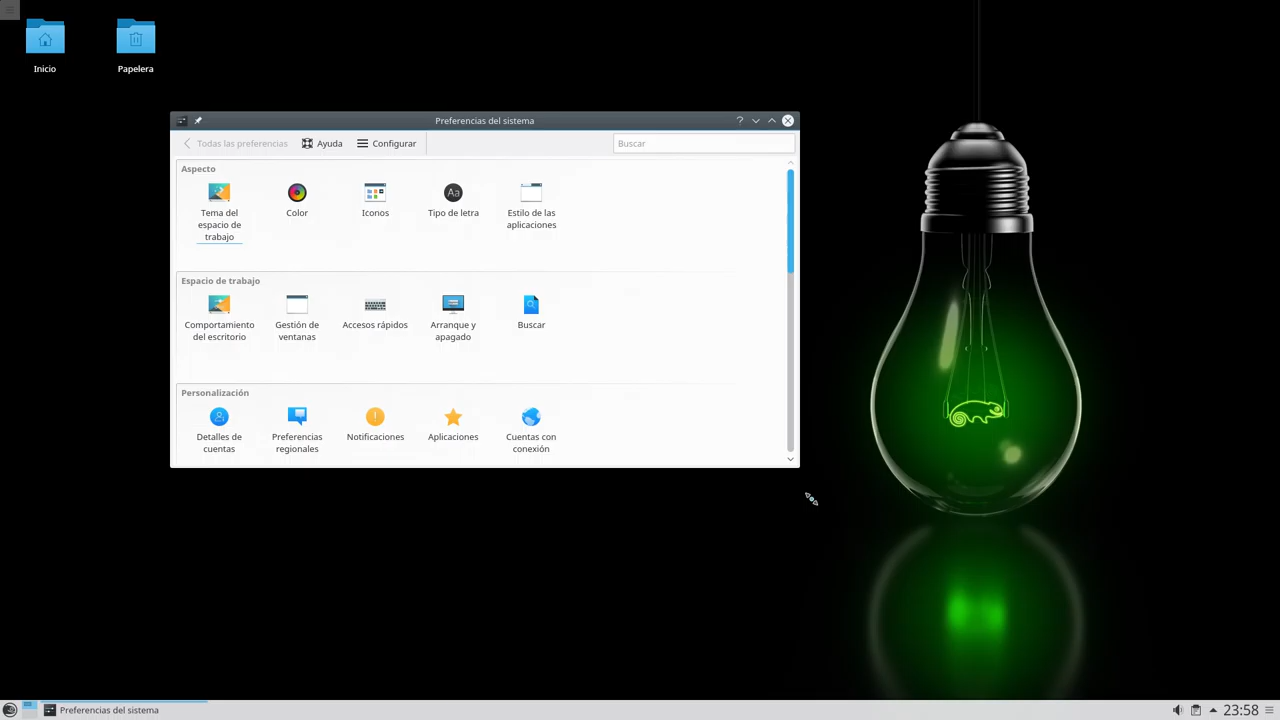 Inicio
Papelera
Preferencias del sistema
Todas las preferencias
Ayuda
Configurar
Buscar
Aspecto
Tema del
espacio de
trabajo
Color
Iconos
Aa
Tipo de letra
Estilo de las
aplicaciones
Espacio de trabajo
Comportamiento
del escritorio
Gestión de
ventanas
Accesos rápidos
Arranque y
apagado
Buscar
Personalización
Detalles de
cuentas
Preferencias
regionales
Notificaciones
Aplicaciones
Cuentas con
conexión
Preferencias del sistema
23:58